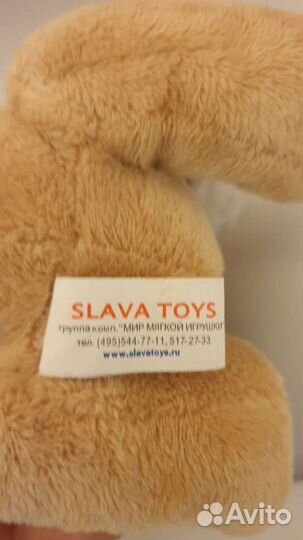 SLAVA TOYS
группа комп. "МИР МЯГКОЙ ИГРУШКИ"
тел. (495)544-77-11, 517-27-33
www.slavatoys.ru
Avito